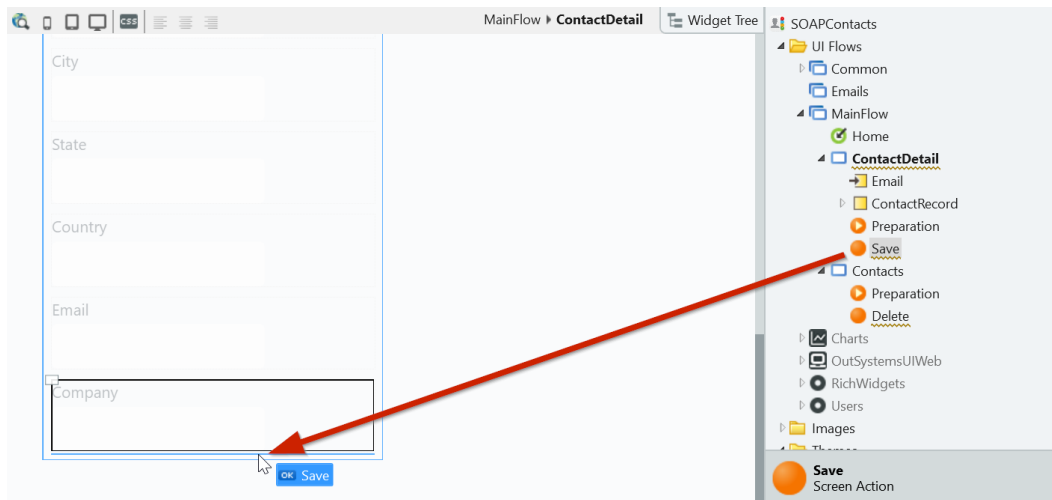 css
MainFlow ContactDetail
Widget Tree
City
State
Country
Email
Company
OK Save
SOAPContacts
UI Flows
Common
Emails
MainFlow
Home
ContactDetail
Email
ContactRecord
Preparation
Save
Contacts
Preparation
Delete
Charts
OutSystemsUIWeb
RichWidgets
Users
Images
Themes
Save
Screen Action